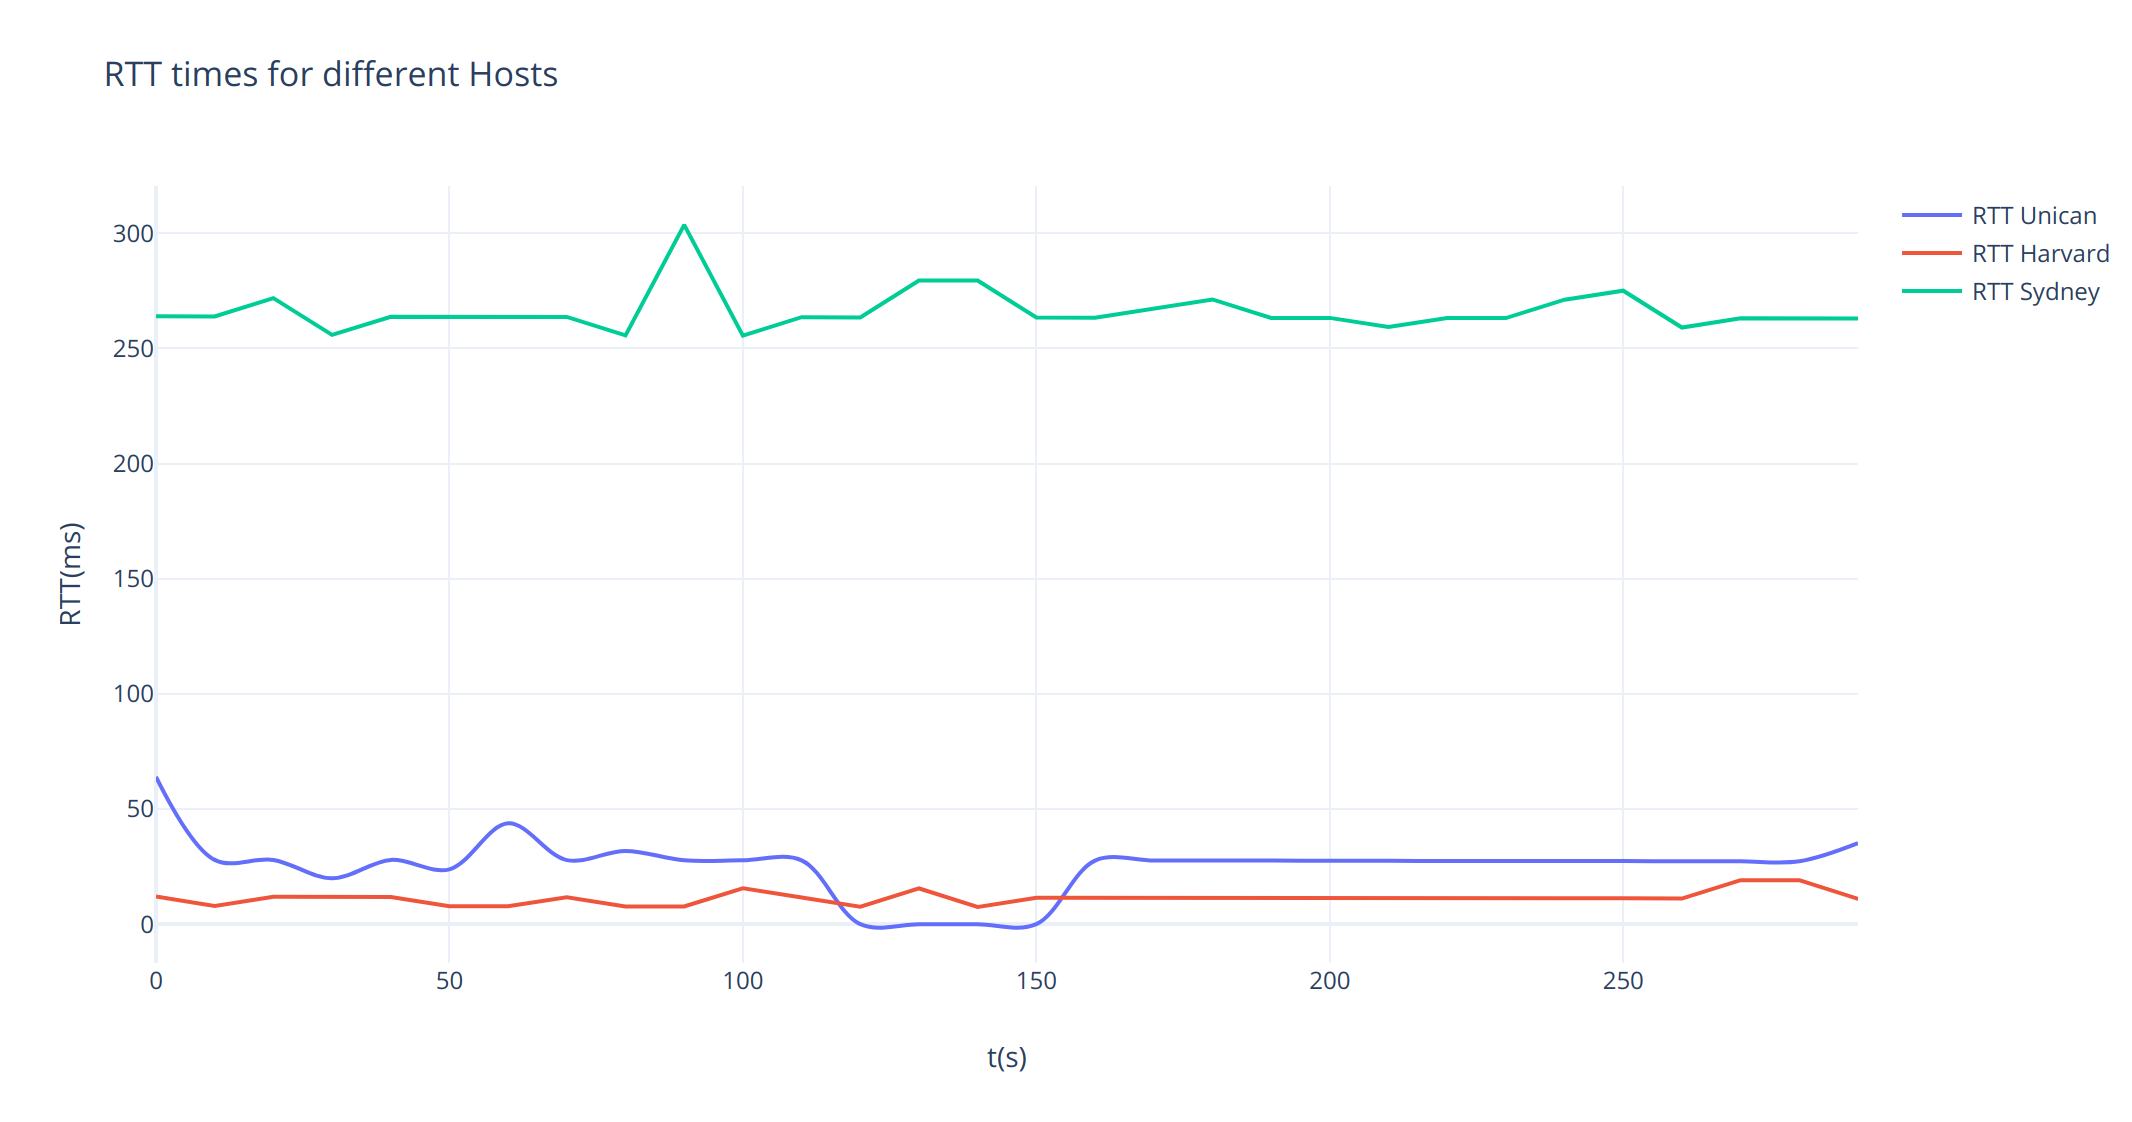 RTT times for different Hosts
RTT Unican
RTT Harvard
RTT Sydney
300
250
200
150
100
50
0
RTT(ms)
0 50 100 150 200 250
t(s)